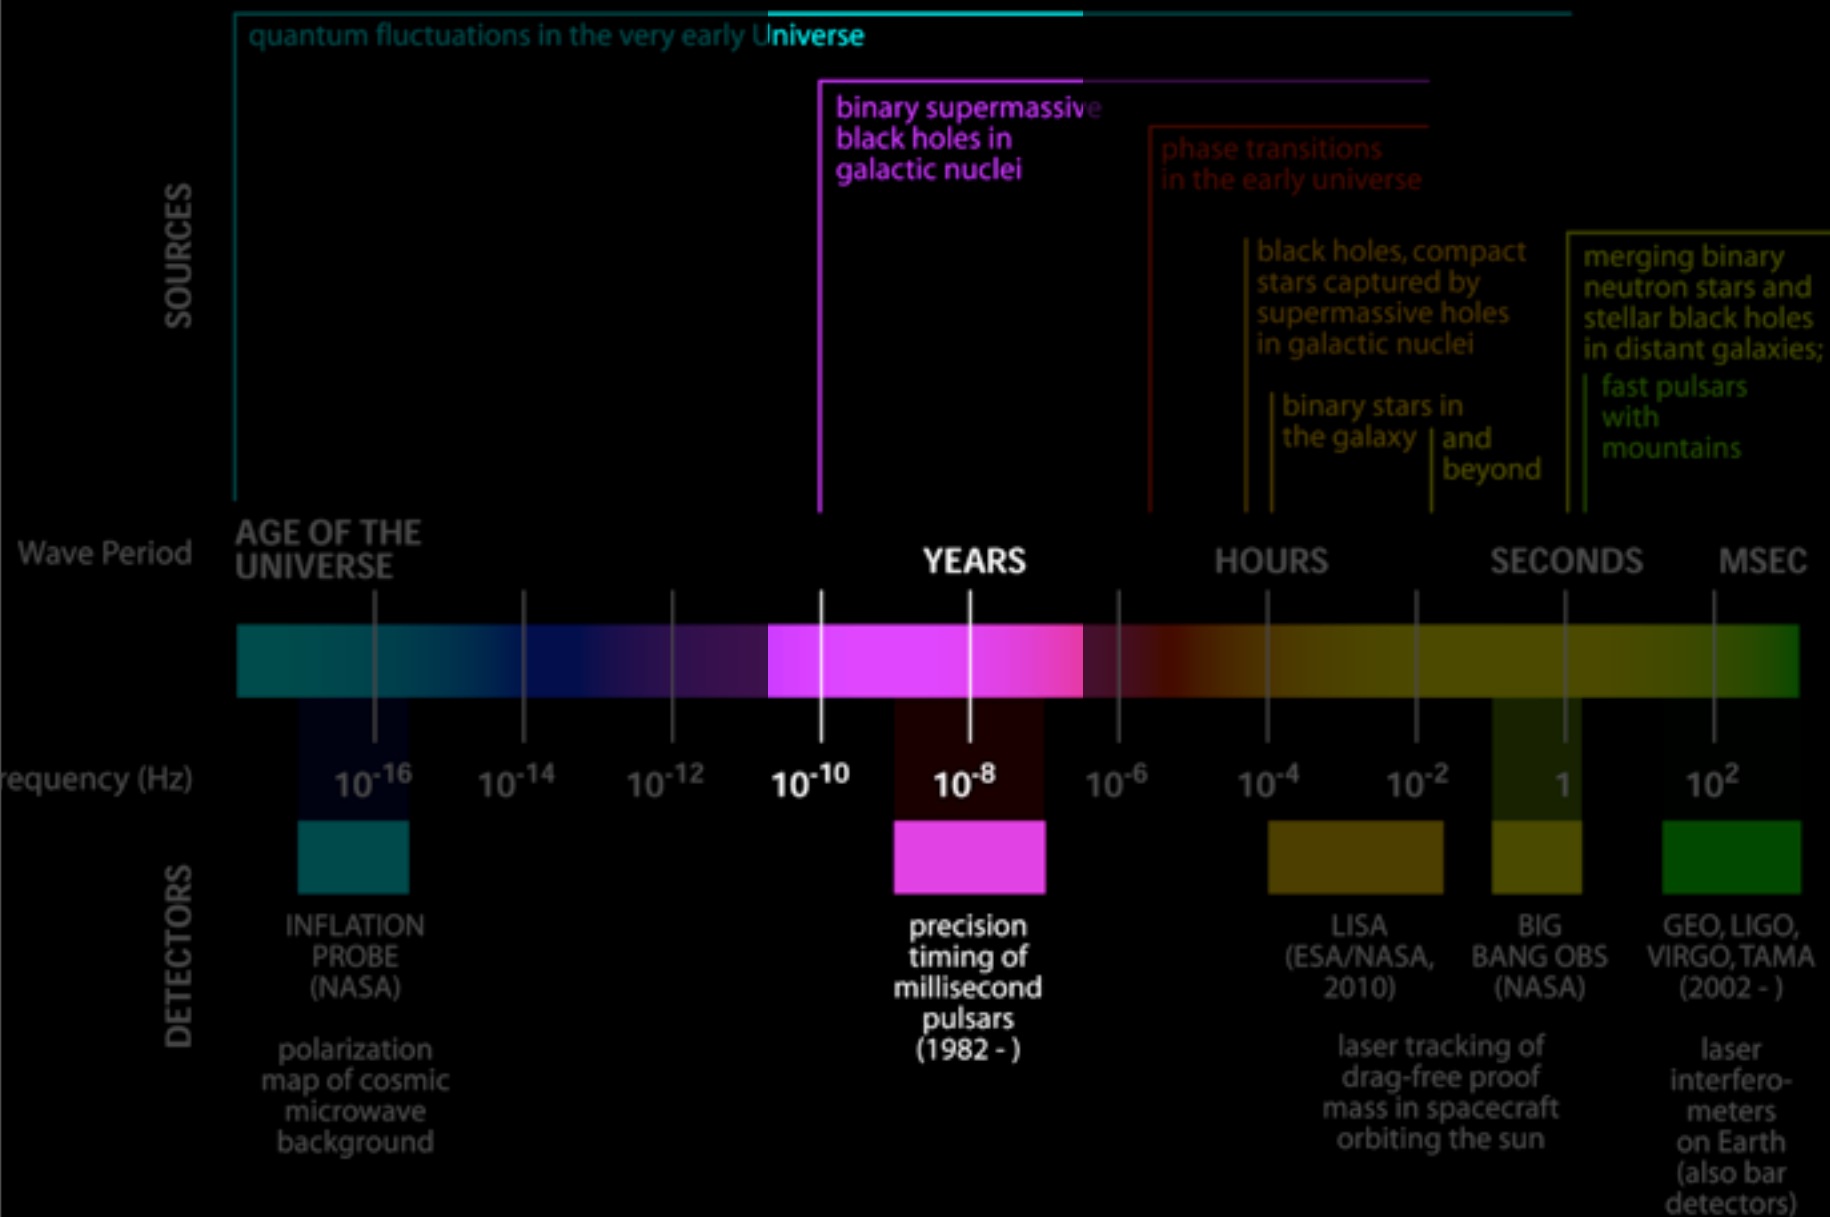 quantum fluctuations in the very early Universe
binary supermassive
black holes in
galactic nuclei
phase transitions
in the early universe
SOURCES
black holes, compact
stars captured by
supermassive holes
in galactic nuclei
merging binary
neutron stars and
stellar black holes
in distant galaxies;
fast pulsars
with
mountains
binary stars in
the galaxy
and
beyond
Wave Period
AGE OF THE
UNIVERSE
YEARS
HOURS
SECONDS
MSEC
requency (Hz)
10⁻¹⁶ 10⁻¹⁴ 10⁻¹² 10⁻¹⁰ 10⁻⁸ 10⁻⁶ 10⁻⁴ 10⁻² 1 10²
DETECTORS
INFLATION
PROBE
(NASA)
polarization
map of cosmic
microwave
background
precision
timing of
millisecond
pulsars
(1982 - )
LISA
(ESA/NASA,
2010)
BIG
BANG OBS
(NASA)
laser tracking of
drag-free proof
mass in spacecraft
orbiting the sun
GEO, LIGO,
VIRGO, TAMA
(2002 - )
laser
interfero-
meters
on Earth
(also bar
detectors)